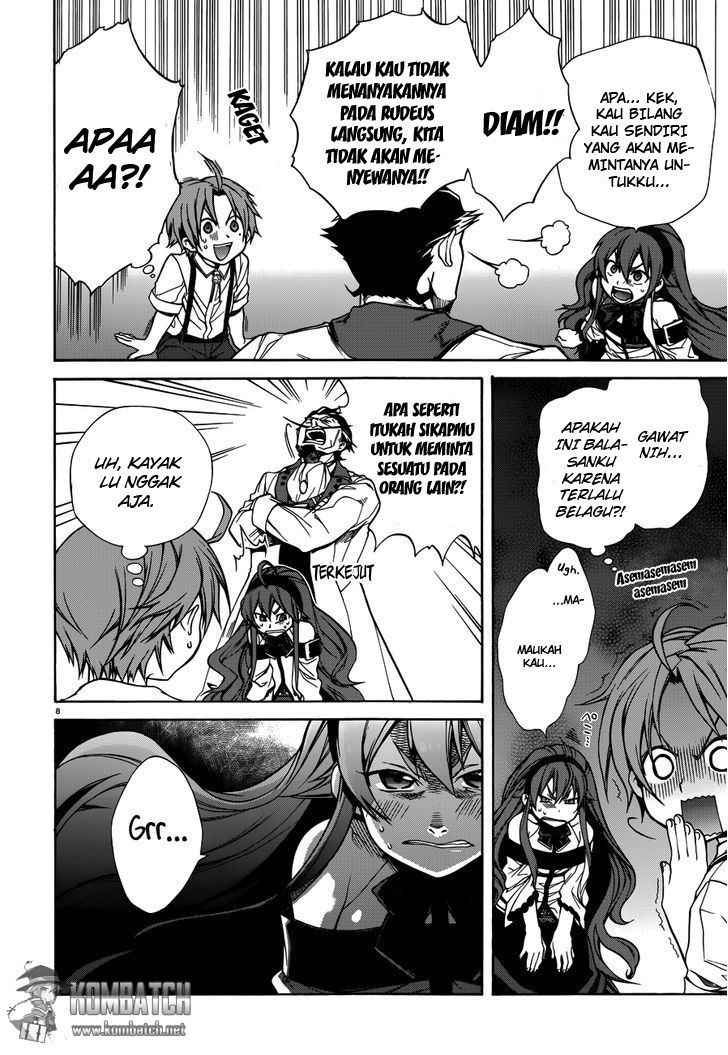 APA... KEK,
KAU BILANG
KAU SENDIRI
YANG AKAN ME-
MINTANYA UN-
TUKKU...
DIAM!!
KALAU KAU TIDAK
MENANYAKANNYA
PADA RUDEUS
LANGSUNG, KITA
TIDAK AKAN ME-
NYEWANYA!!
KAGET
APAA
AA?!
GAWAT
NIH...
APAKAH
INI BALA-
SANKU
KARENA
TERLALU
BELAGU?!
Asemasemasem
asemasem
Ugh.
...MA-
MAUKAH
KAU...
ペこ…
APA SEPERTI
ITUKAH SIKAPMU
UNTUK MEMINTA
SESUATU PADA
ORANG LAIN?!
UH, KAYAK
LU NGGAK
AJA.
TERKEJUT
8
Grr...
KOMBATCH
www.kombatch.net